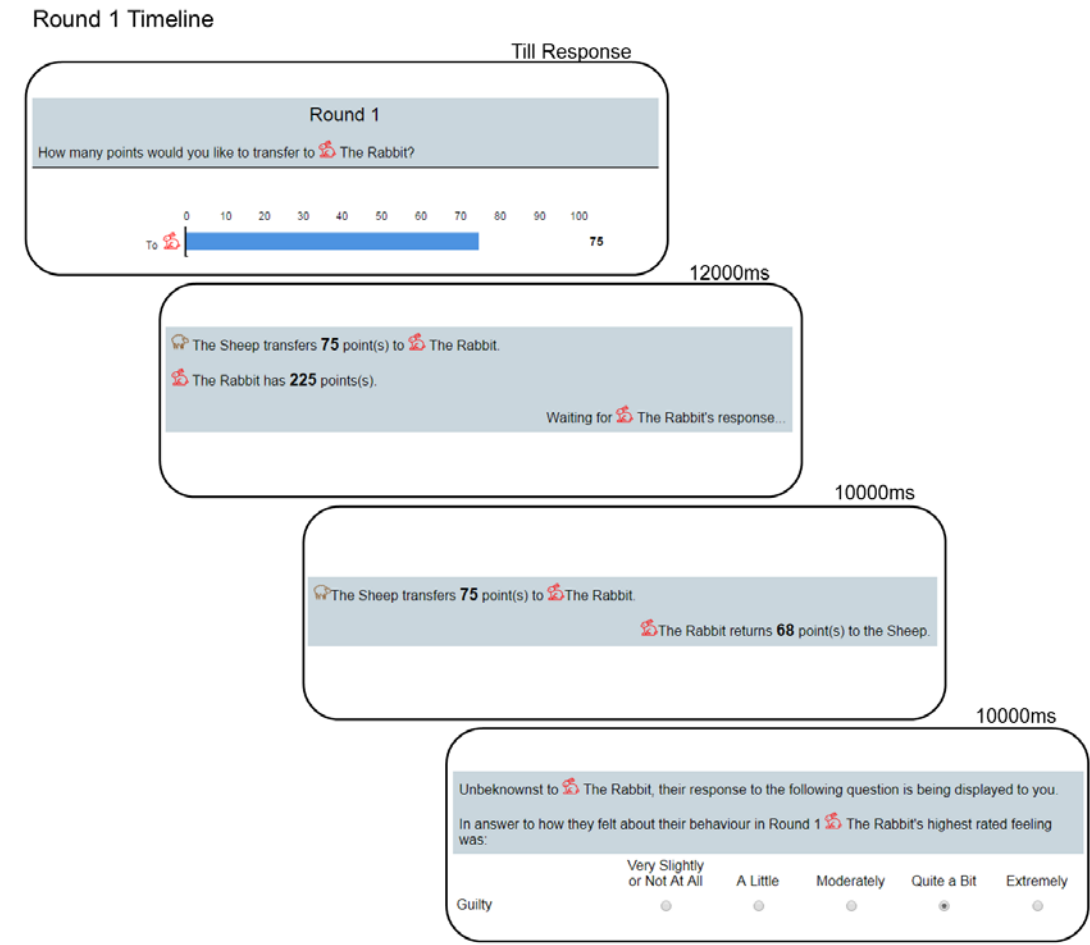 Round 1 Timeline
Till Response
Round 1
How many points would you like to transfer to The Rabbit?
0 10 20 30 40 50 60 70 80 90 100
To 75
12000ms
The Sheep transfers 75 point(s) to The Rabbit.
The Rabbit has 225 points(s).
Waiting for The Rabbit's response...
10000ms
The Sheep transfers 75 point(s) to The Rabbit.
The Rabbit returns 68 point(s) to the Sheep.
10000ms
Unbeknownst to The Rabbit, their response to the following question is being displayed to you.
In answer to how they felt about their behaviour in Round 1 The Rabbit's highest rated feeling
was:
Very Slightly
or Not At All A Little Moderately Quite a Bit Extremely
Guilty